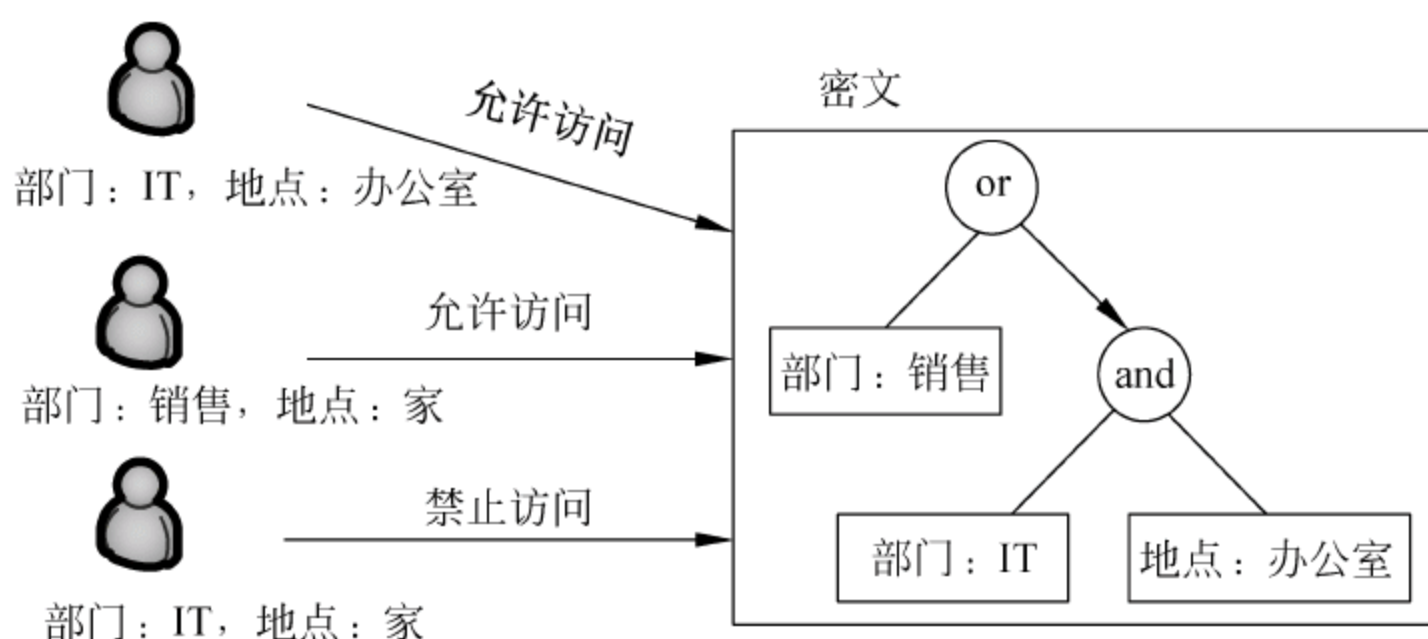 密文
允许访问
or
部门：IT，地点：办公室
允许访问
部门：销售
and
部门：销售，地点：家
禁止访问
部门：IT
地点：办公室
部门：IT，地点：家